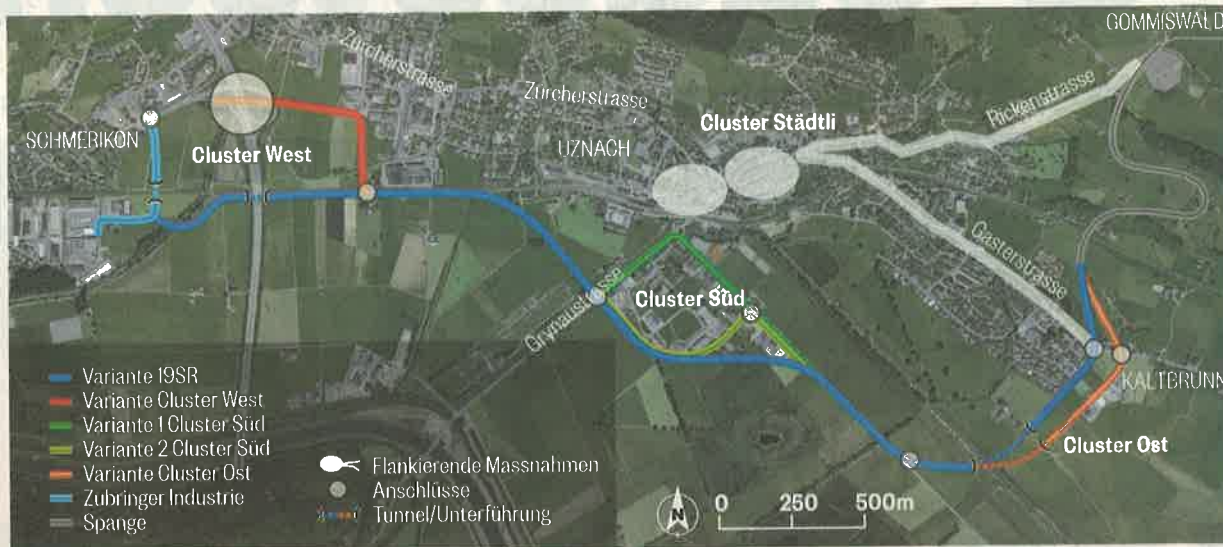 GOMMISWALD
Zürcherstrasse
Zürcherstrasse
Rickenstrasse
Cluster Städtli
SCHMERIKON
Cluster West
UZNACH
Gasterstrasse
Cluster Süd
Grynaustrasse
KALTBRUNN
Cluster Ost
Variante 19SR
Variante Cluster West
Variante 1 Cluster Süd
Variante 2 Cluster Süd
Variante Cluster Ost
Zubringer Industrie
Spange
Flankierende Massnahmen
Anschlüsse
Tunnel/Unterführung
N
0 250 500m